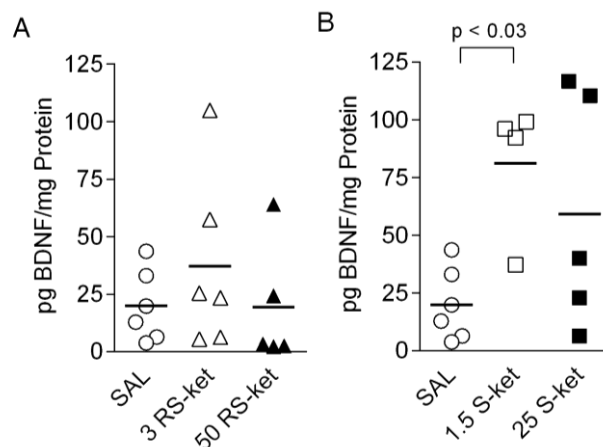 A
pg BDNF/mg Protein
125
100
75
50
25
0
SAL
3 RS-ket
50 RS-ket
B
p < 0.03
pg BDNF/mg Protein
125
100
75
50
25
0
SAL
1.5 S-ket
25 S-ket